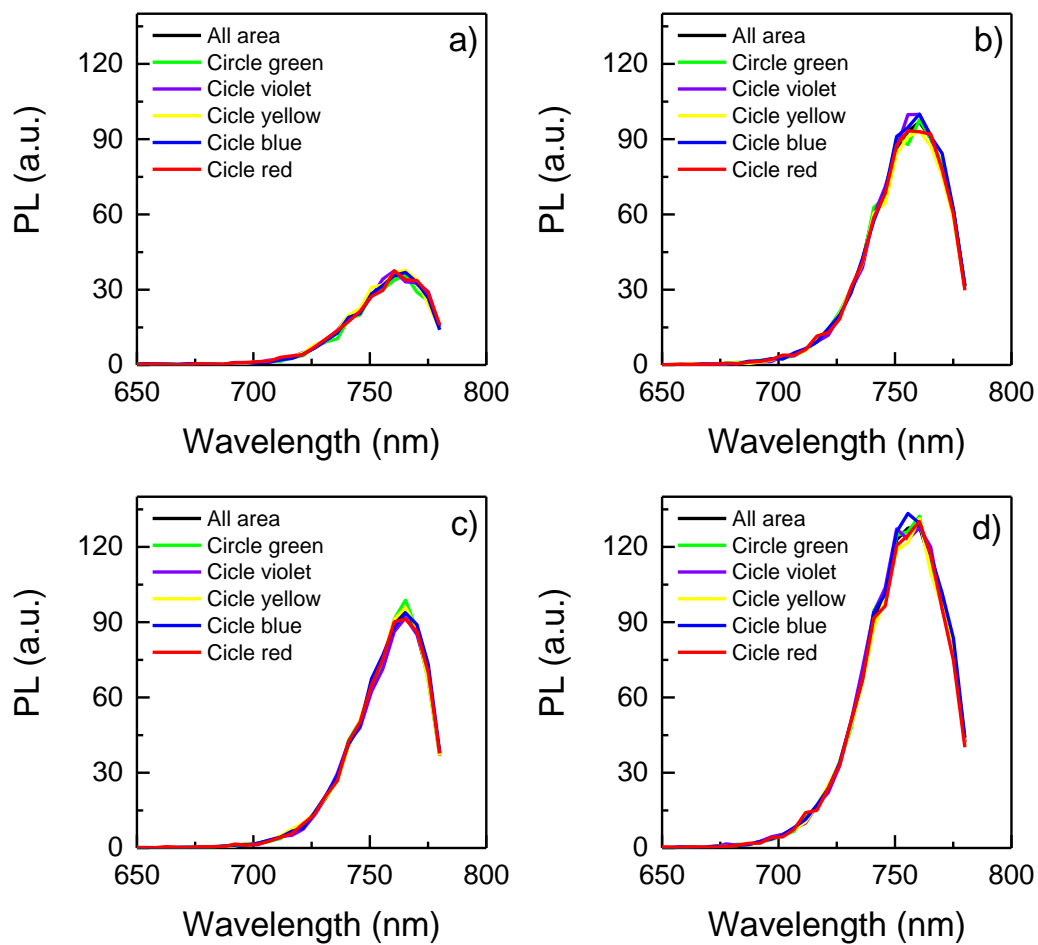 a)
All area
Circle green
Cicle violet
Cicle yellow
Cicle blue
Cicle red
PL (a.u.)
120
90
60
30
0
650 700 750 800
Wavelength (nm)
b)
All area
Circle green
Cicle violet
Cicle yellow
Cicle blue
Cicle red
PL (a.u.)
120
90
60
30
0
650 700 750 800
Wavelength (nm)
c)
All area
Circle green
Cicle violet
Cicle yellow
Cicle blue
Cicle red
PL (a.u.)
120
90
60
30
0
650 700 750 800
Wavelength (nm)
d)
All area
Circle green
Cicle violet
Cicle yellow
Cicle blue
Cicle red
PL (a.u.)
120
90
60
30
0
650 700 750 800
Wavelength (nm)